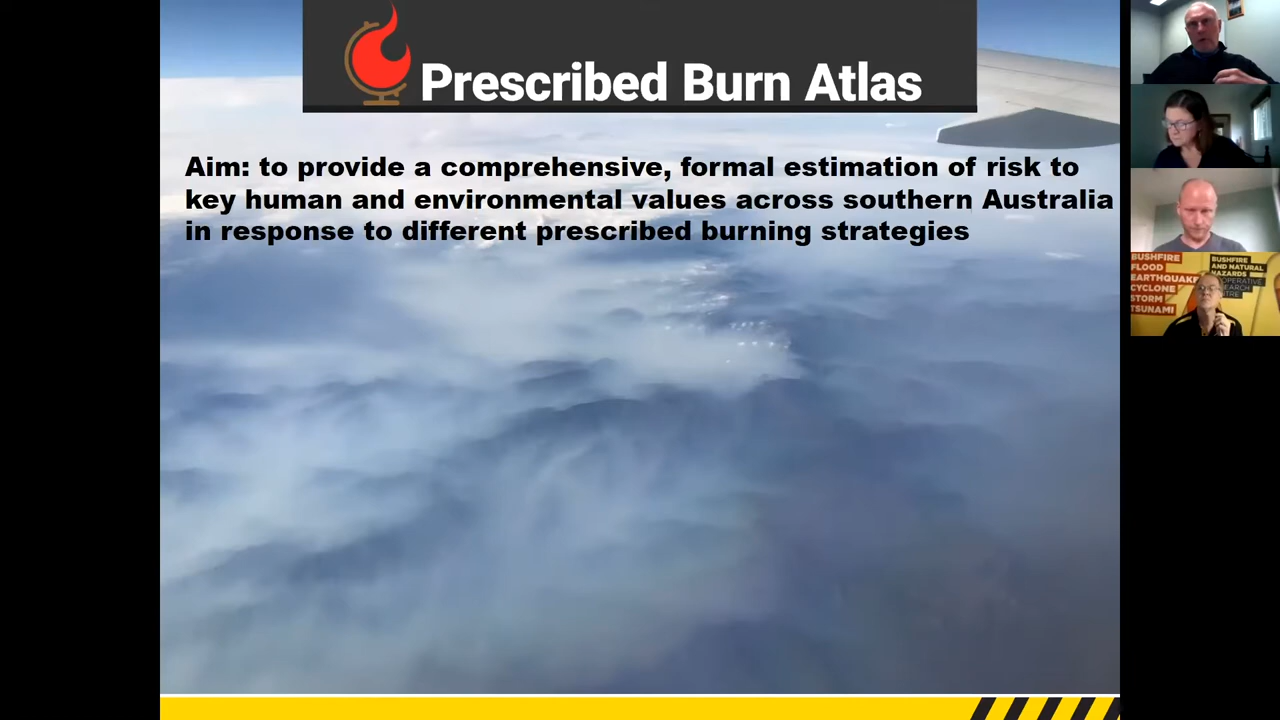 Prescribed Burn Atlas
Aim: to provide a comprehensive, formal estimation of risk to
key human and environmental values across southern Australia
in response to different prescribed burning strategies
BUSHFIRE
FLOOD
EARTHQUAKE
CYCLONE
STORM
TSUNAMI
BUSHFIRE
AND NATURAL
HAZARDS